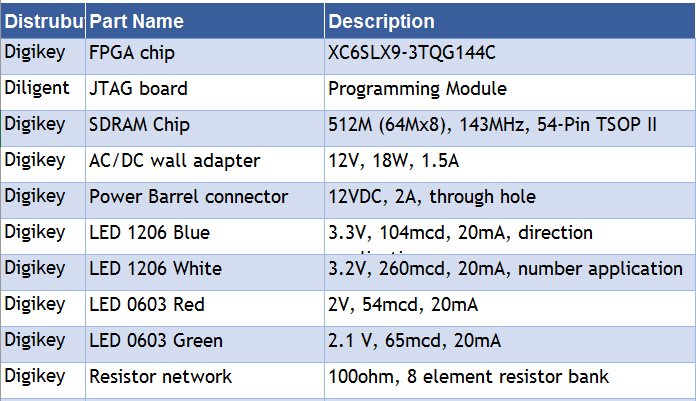 Distrubu Part Name Description
Digikey FPGA chip XC6SLX9-3TQG144C
Diligent JTAG board Programming Module
Digikey SDRAM Chip 512M (64Mx8), 143MHz, 54-Pin TSOP II
Digikey AC/DC wall adapter 12V, 18W, 1.5A
Digikey Power Barrel connector 12VDC, 2A, through hole
Digikey LED 1206 Blue 3.3V, 104mcd, 20mA, direction
Digikey LED 1206 White 3.2V, 260mcd, 20mA, number application
Digikey LED 0603 Red 2V, 54mcd, 20mA
Digikey LED 0603 Green 2.1 V, 65mcd, 20mA
Digikey Resistor network 100ohm, 8 element resistor bank